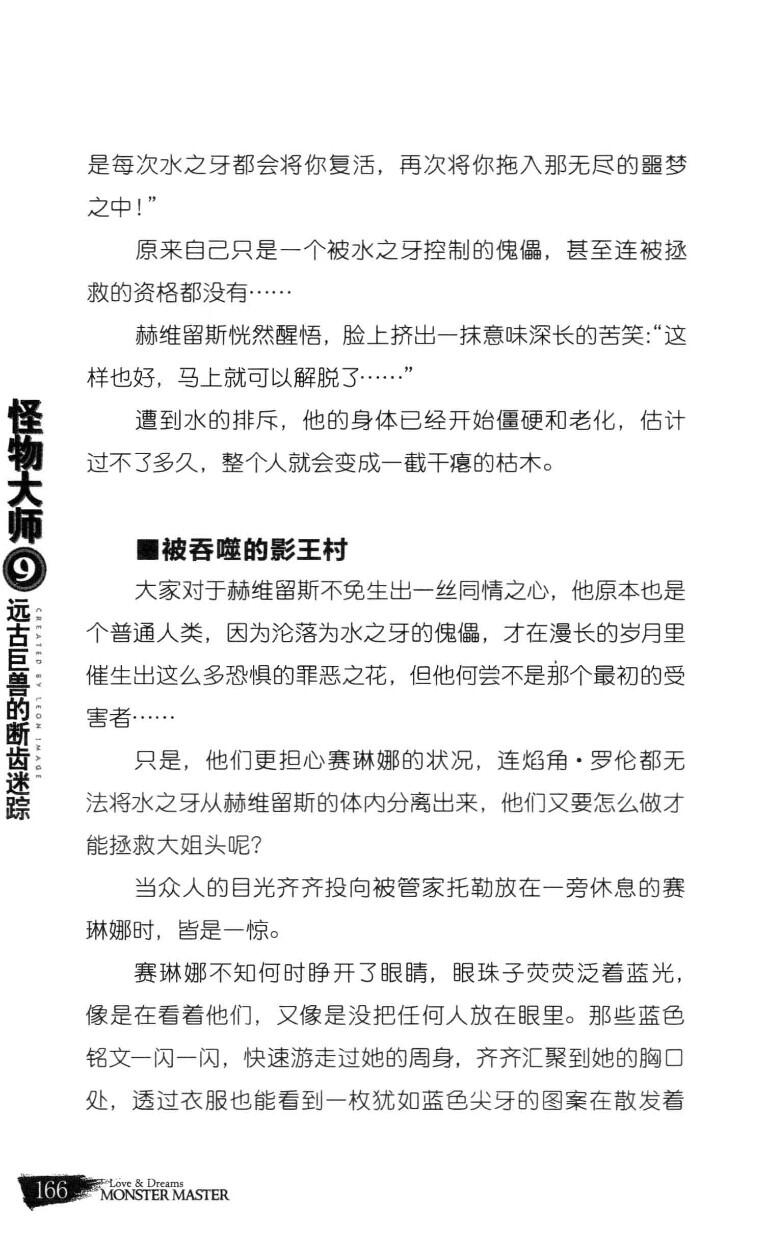 是每次水之牙都会将你复活，再次将你拖入那无尽的噩梦
之中！”
原来自己只是一个被水之牙控制的傀儡，甚至连被拯
救的资格都没有……
赫维留斯恍然醒悟，脸上挤出一抹意味深长的苦笑：“这
样也好，马上就可以解脱了……”
遭到水的排斥，他的身体已经开始僵硬和老化，估计
过不了多久，整个人就会变成一截干瘪的枯木。
■被吞噬的影王村
大家对于赫维留斯不免生出一丝同情之心，他原本也是
个普通人类，因为沦落为水之牙的傀儡，才在漫长的岁月里
催生出这么多恐惧的罪恶之花，但他何尝不是那个最初的受
害者……
只是，他们更担心赛琳娜的状况，连焰角·罗伦都无
法将水之牙从赫维留斯的体内分离出来，他们又要怎么做才
能拯救大姐头呢？
当众人的目光齐齐投向被管家托勒放在一旁休息的赛
琳娜时，皆是一惊。
赛琳娜不知何时睁开了眼睛，眼珠子荧荧泛着蓝光，
像是在看着他们，又像是没把任何人放在眼里。那些蓝色
铭文一闪一闪，快速游走过她的周身，齐齐汇聚到她的胸口
处，透过衣服也能看到一枚犹如蓝色尖牙的图案在散发着
怪物大师9
远古巨兽的断齿迷踪
CREATED BY LEON IMAGE
166
Love & Dreams
MONSTER MASTER